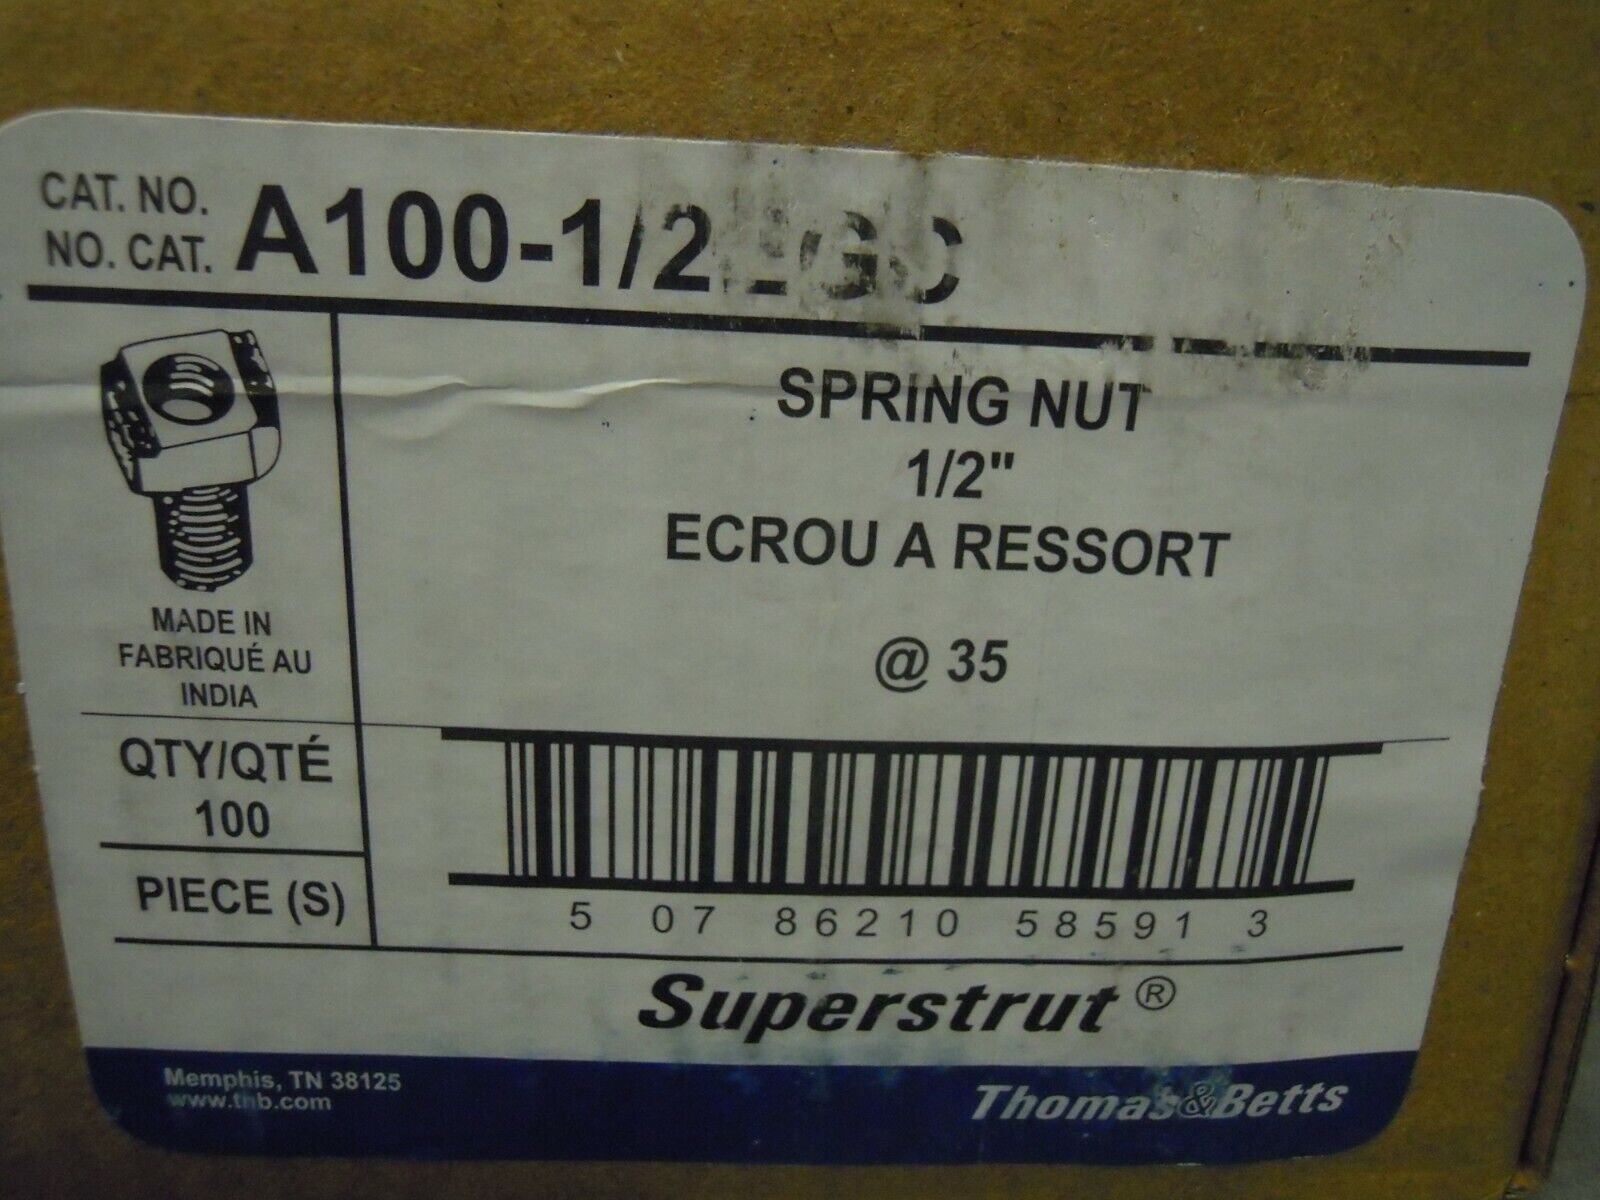 CAT. NO.
NO. CAT. A100-1/2EGC
SPRING NUT
1/2"
ECROU A RESSORT
@ 35
MADE IN
FABRIQUÉ AU
INDIA
QTY/QTÉ
100
PIECE (S)
5 07 86210 58591 3
Superstrut®
Memphis, TN 38125
www.tnb.com
Thomas&Betts